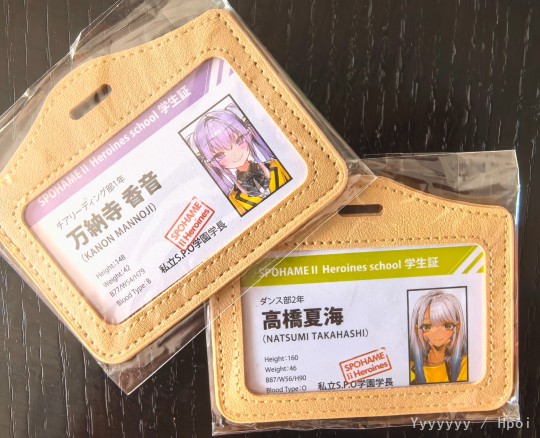 SPOHAME II Heroines school 学生証
チアリーディング部1年
万納寺 香音
(KANON MANNOJI)
Height:148
Weight:42
B77/W54/H79
Blood Type:B
SPOHAME
II Heroines
私立S.P.O学園学長
SPOHAME II Heroines school 学生証
ダンス部2年
高橋夏海
(NATSUMI TAKAHASHI)
Height:160
Weight:46
B87/W56/H90
Blood Type:O
SPOHAME
II Heroines
私立S.P.O学園学長
Yyyyyyy / Hpoi